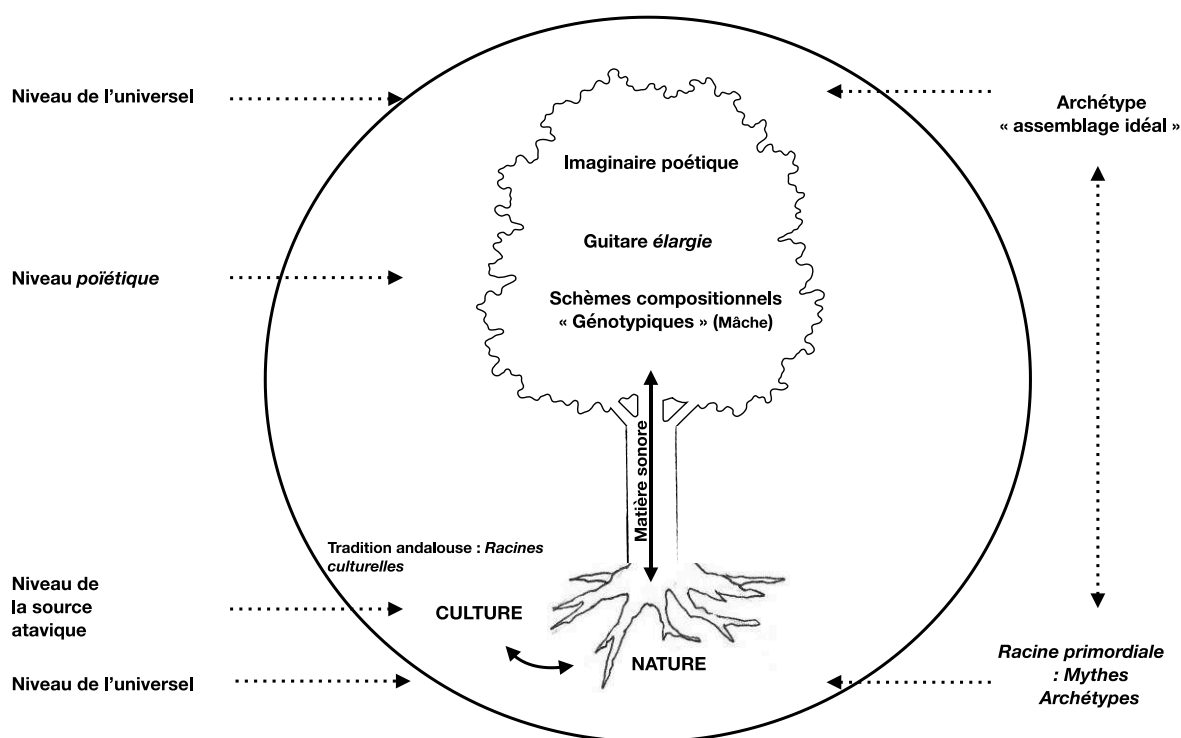 Niveau de l'universel
Archétype
« assemblage idéal »
Imaginaire poétique
Guitare élargie
Niveau poïétique
Schèmes compositionnels
« Génotypiques » (Mâche)
Matière sonore
Tradition andalouse : Racines
culturelles
Niveau de
la source
atavique
CULTURE
NATURE
Niveau de l'universel
Racine primordiale
: Mythes
Archétypes